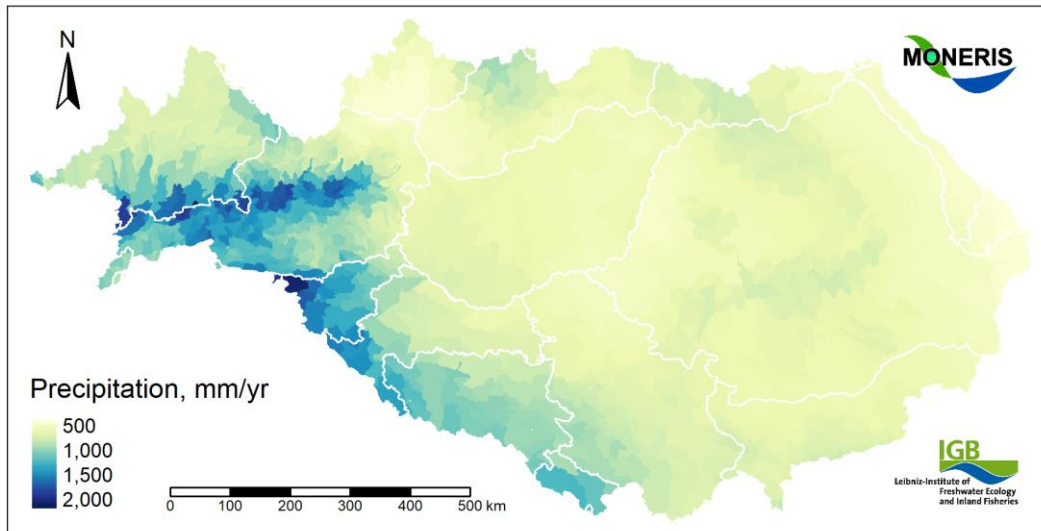 N
MONERIS
Precipitation, mm/yr
500
1,000
1,500
2,000
0 100 200 300 400 500 km
IGB
Leibniz-Institute of
Freshwater Ecology
and Inland Fisheries